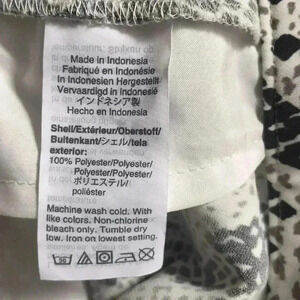 Made in Indonesia
Fabriqué en Indonésie
In Indonesien Hergestellt
Vervaardigd in Indonesië
インドネシア製
Hecho en Indonesia
Shell/Extérieur/Oberstoff/
Buitenkant/シェル/tela
exterior:
100% Polyester/Polyester/
Polyester/Polyester/
ポリエステル/
poliéster
Machine wash cold. With
like colors. Non-chlorine
bleach only. Tumble dry
low. Iron on lowest setting.